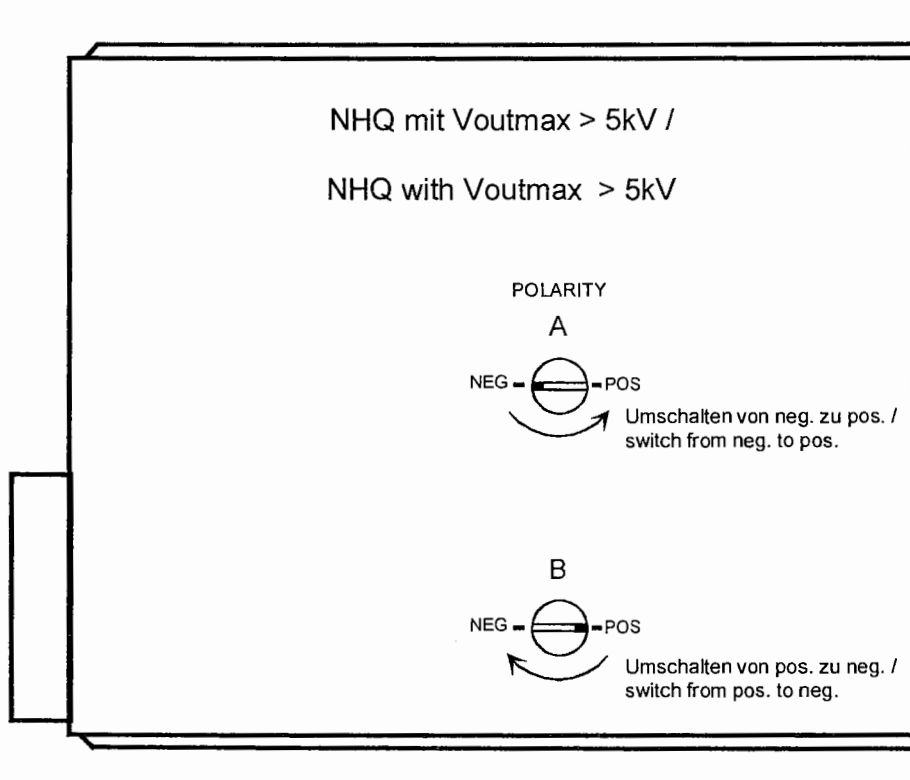 NHQ mit Voutmax > 5kV /
NHQ with Voutmax > 5kV
POLARITY
A
NEG
POS
Umschalten von neg. zu pos. /
switch from neg. to pos.
B
NEG
POS
Umschalten von pos. zu neg. /
switch from pos. to neg.